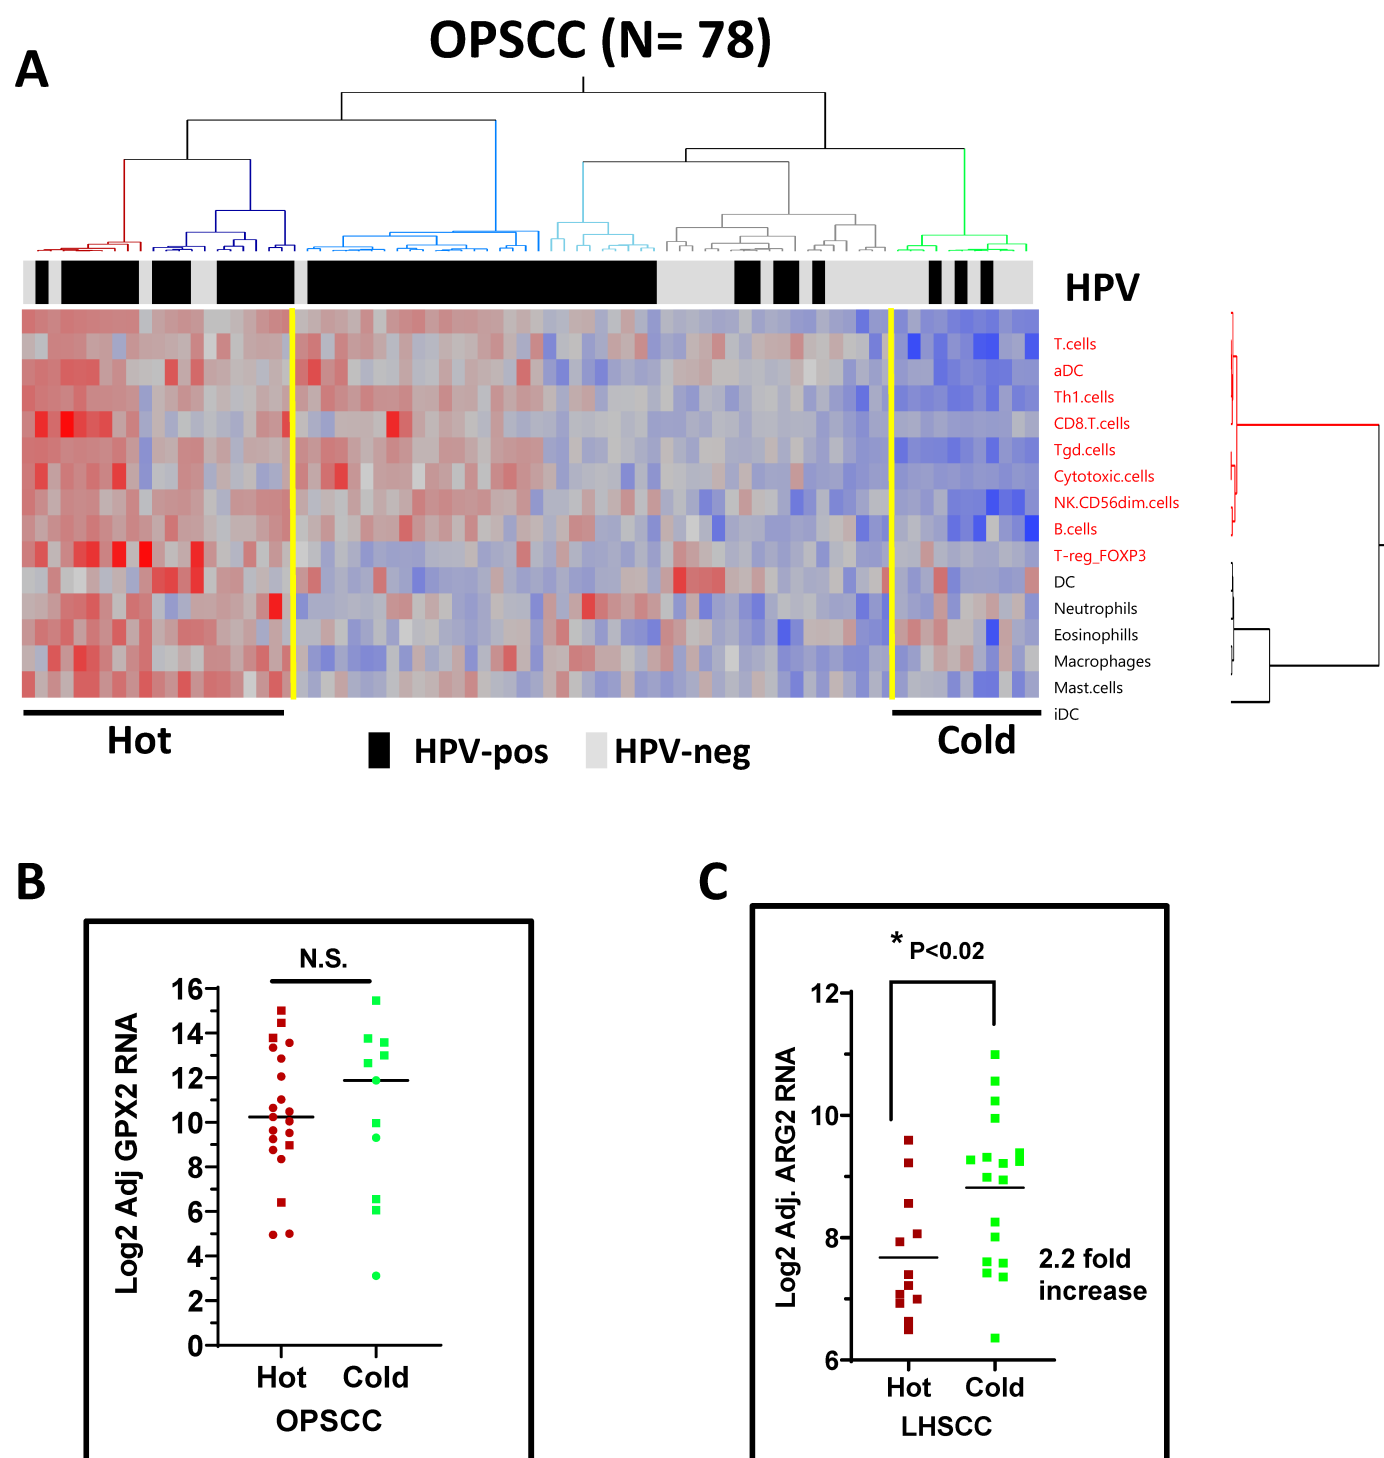 OPSCC (N= 78)
A
HPV
T.cells
aDC
Th1.cells
CD8.T.cells
Tgd.cells
Cytotoxic.cells
NK.CD56dim.cells
B.cells
T-reg_FOXP3
DC
Neutrophils
Eosinophills
Macrophages
Mast.cells
iDC
Hot
Cold
HPV-pos
HPV-neg
B
N.S.
Log2 Adj GPX2 RNA
16
14
12
10
8
6
4
2
0
Hot
Cold
OPSCC
C
* P<0.02
Log2 Adj. ARG2 RNA
12
10
8
6
2.2 fold
increase
Hot
Cold
LHSCC